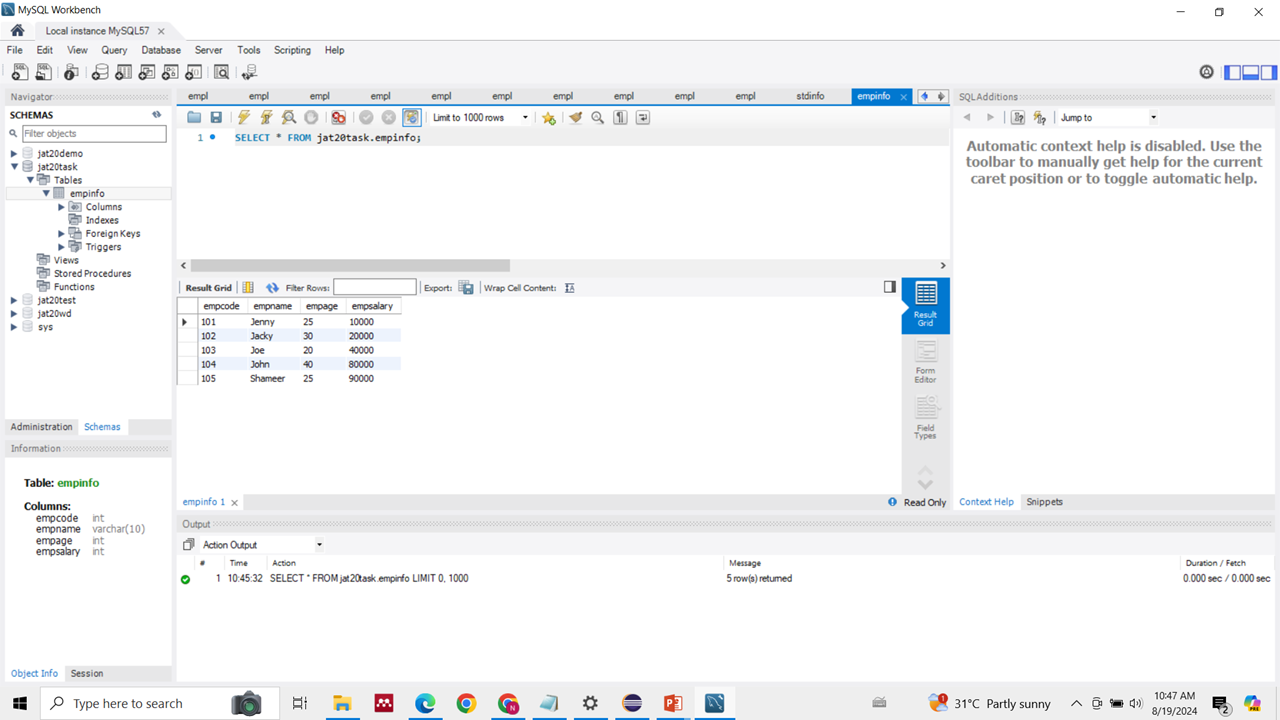 MySQL Workbench
Local instance MySQL57
File Edit View Query Database Server Tools Scripting Help
Navigator
SCHEMAS
Filter objects
jat20demo
jat20task
Tables
empinfo
Columns
Indexes
Foreign Keys
Triggers
Views
Stored Procedures
Functions
jat20test
jat20wd
sys
Administration Schemas
Information
Table: empinfo
Columns:
empcode int
empname varchar(10)
empage int
empsalary int
Object Info Session
empl empl empl empl empl empl empl empl empl empl stdinfo empinfo
Limit to 1000 rows
1 SELECT * FROM jat20task.empinfo;
Result Grid Filter Rows: Export: Wrap Cell Content:
empcode empname empage empsalary
101 Jenny 25 10000
102 Jacky 30 20000
103 Joe 20 40000
104 John 40 80000
105 Shameer 25 90000
Result
Grid
Form
Editor
Field
Types
empinfo 1 Read Only
SQLAdditions
Jump to
Automatic context help is disabled. Use the
toolbar to manually get help for the current
caret position or to toggle automatic help.
Context Help Snippets
Output
Action Output
# Time Action Message Duration / Fetch
1 10:45:32 SELECT * FROM jat20task.empinfo LIMIT 0, 1000 5 row(s) returned 0.000 sec / 0.000 sec
Type here to search
31°C Partly sunny
10:47 AM
8/19/2024
2